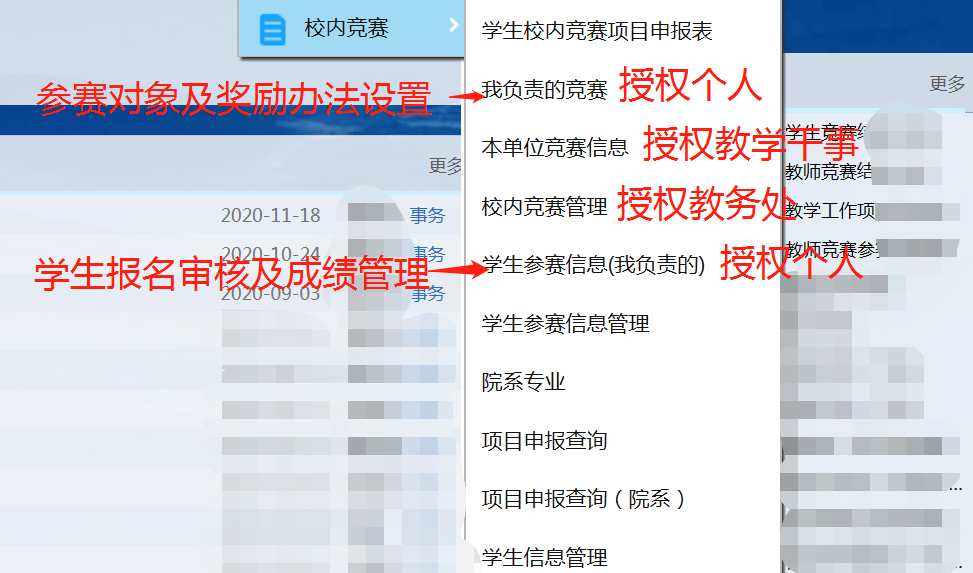 校内竞赛
学生校内竞赛项目申报表
参赛对象及奖励办法设置
我负责的竞赛 授权个人
更多
本单位竞赛信息 授权教学干事
学生竞赛结
更多
教师竞赛结
校内竞赛管理 授权教务处
教学工作项
2020-11-18 事务
2020-10-24 事务
教师竞赛参赛
学生报名审核及成绩管理
学生参赛信息(我负责的) 授权个人
2020-09-03 事务
学生参赛信息管理
院系专业
项目申报查询
项目申报查询（院系）
...
学生信息管理